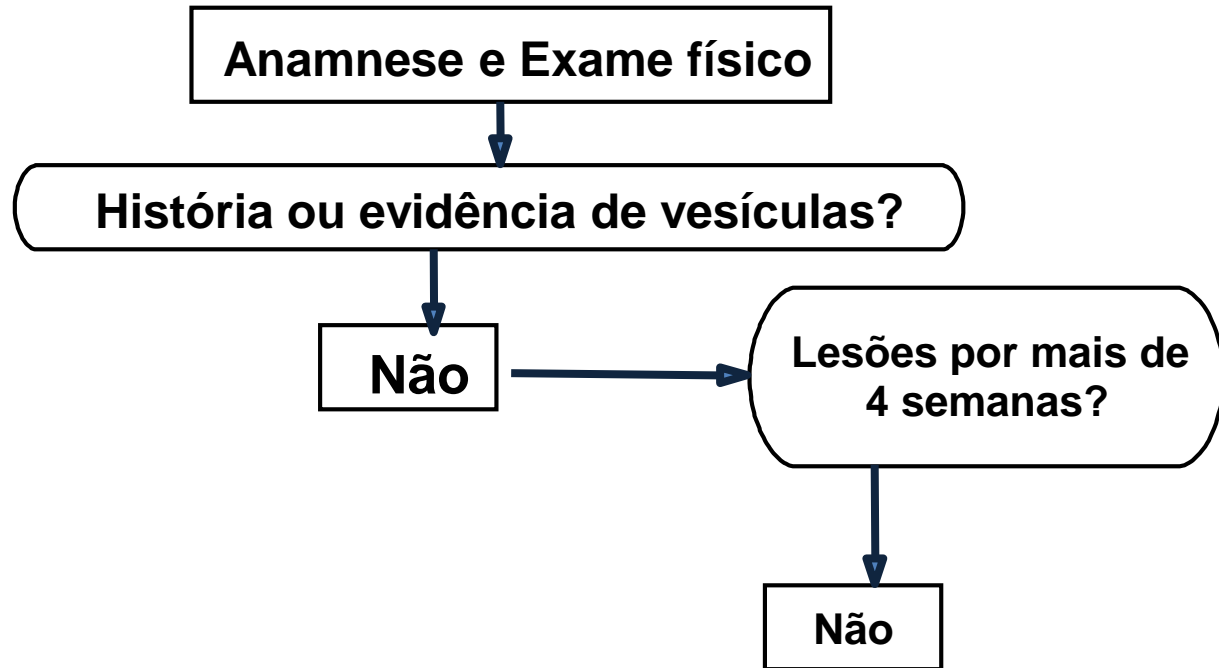 Anamnese e Exame físico
História ou evidência de vesículas?
Não
Lesões por mais de
4 semanas?
Não